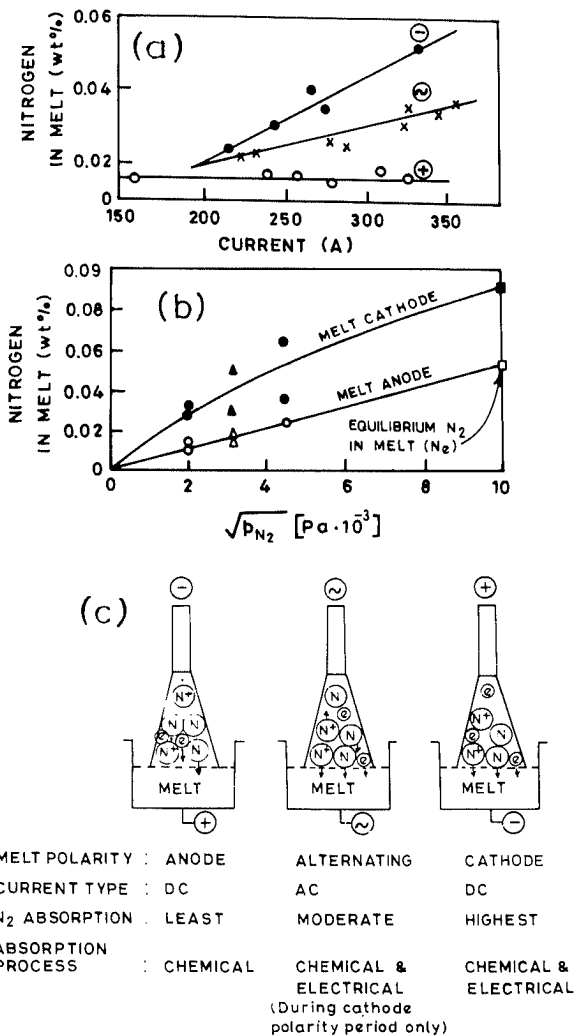 (a)
NITROGEN
IN MELT (wt%)
0.06
0.04
0.02
0
−
~
+
150 200 250 300 350
CURRENT (A)
(b)
NITROGEN
IN MELT (wt%)
0.09
0.08
0.06
0.04
0.02
0
MELT CATHODE
MELT ANODE
EQUILIBRIUM N2
IN MELT (Ne)
0 2 4 6 8 10
√pN2 [Pa·10⁻³]
(c)
− ~ +
N+ N e
N N N+ N N+
e e N e
N+ N N+ N e N+ N e
MELT MELT MELT
+ ~ −
MELT POLARITY : ANODE ALTERNATING CATHODE
CURRENT TYPE : DC AC DC
N2 ABSORPTION : LEAST MODERATE HIGHEST
ABSORPTION
PROCESS : CHEMICAL CHEMICAL & CHEMICAL &
ELECTRICAL ELECTRICAL
(During cathode
polarity period only)